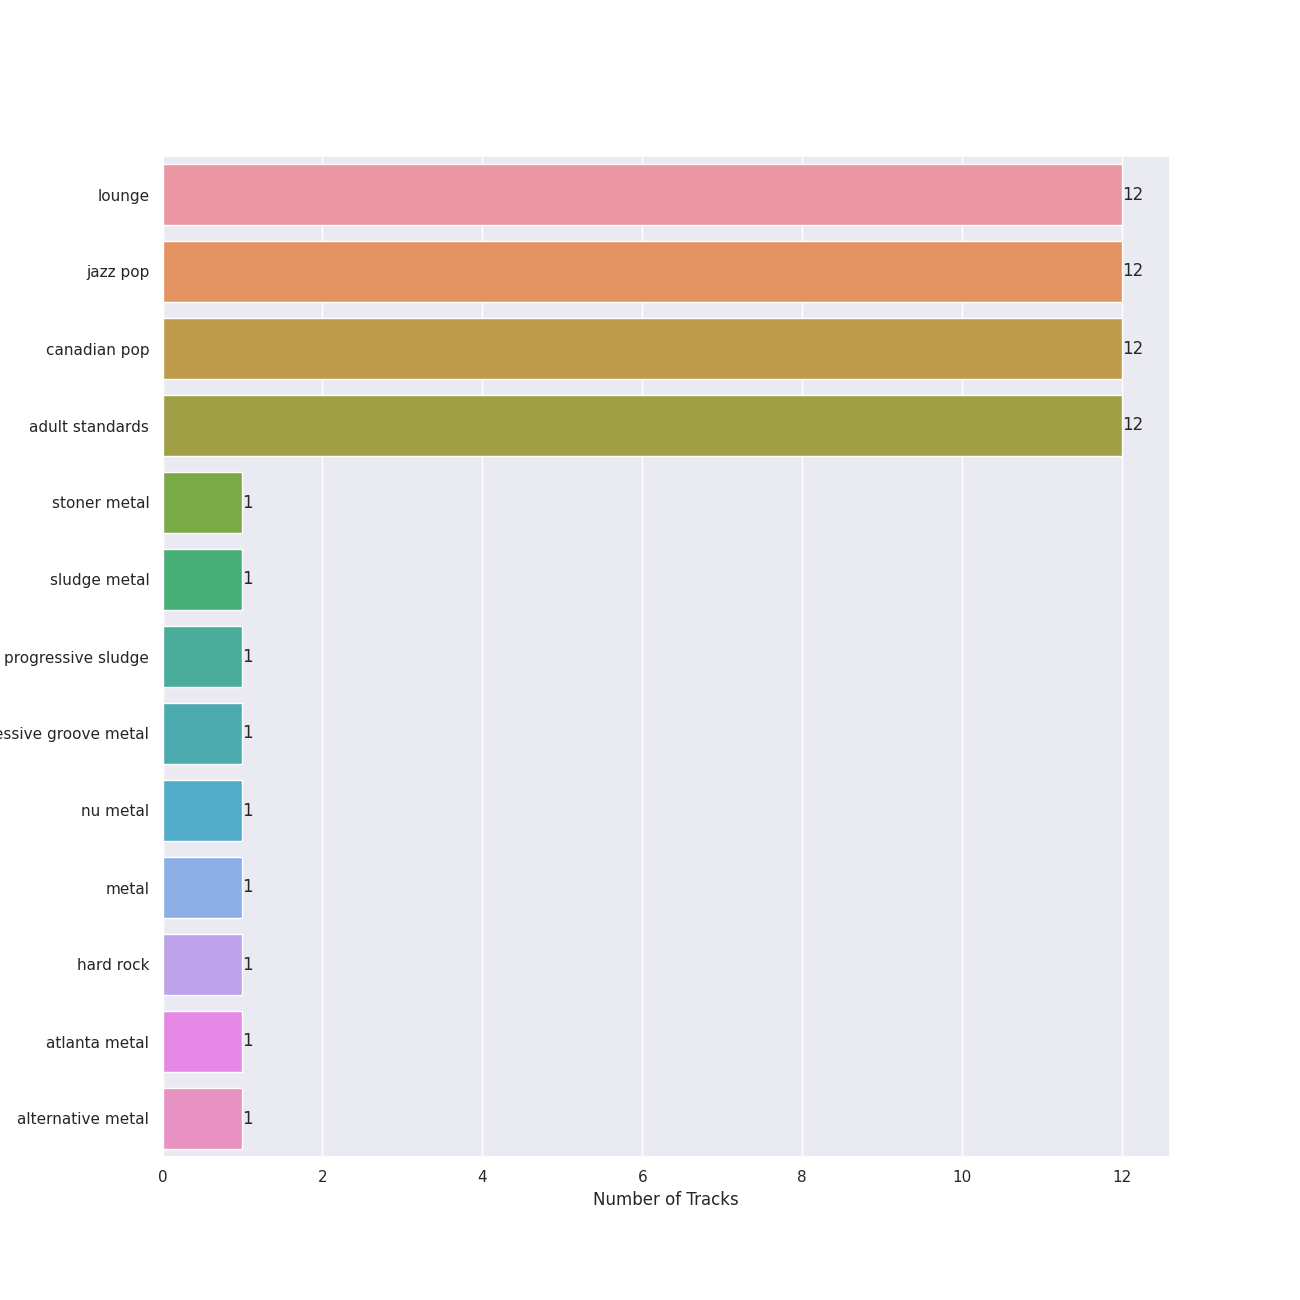 lounge 12
jazz pop 12
canadian pop 12
adult standards 12
stoner metal 1
sludge metal 1
progressive sludge 1
essive groove metal 1
nu metal 1
metal 1
hard rock 1
atlanta metal 1
alternative metal 1
0 2 4 6 8 10 12
Number of Tracks